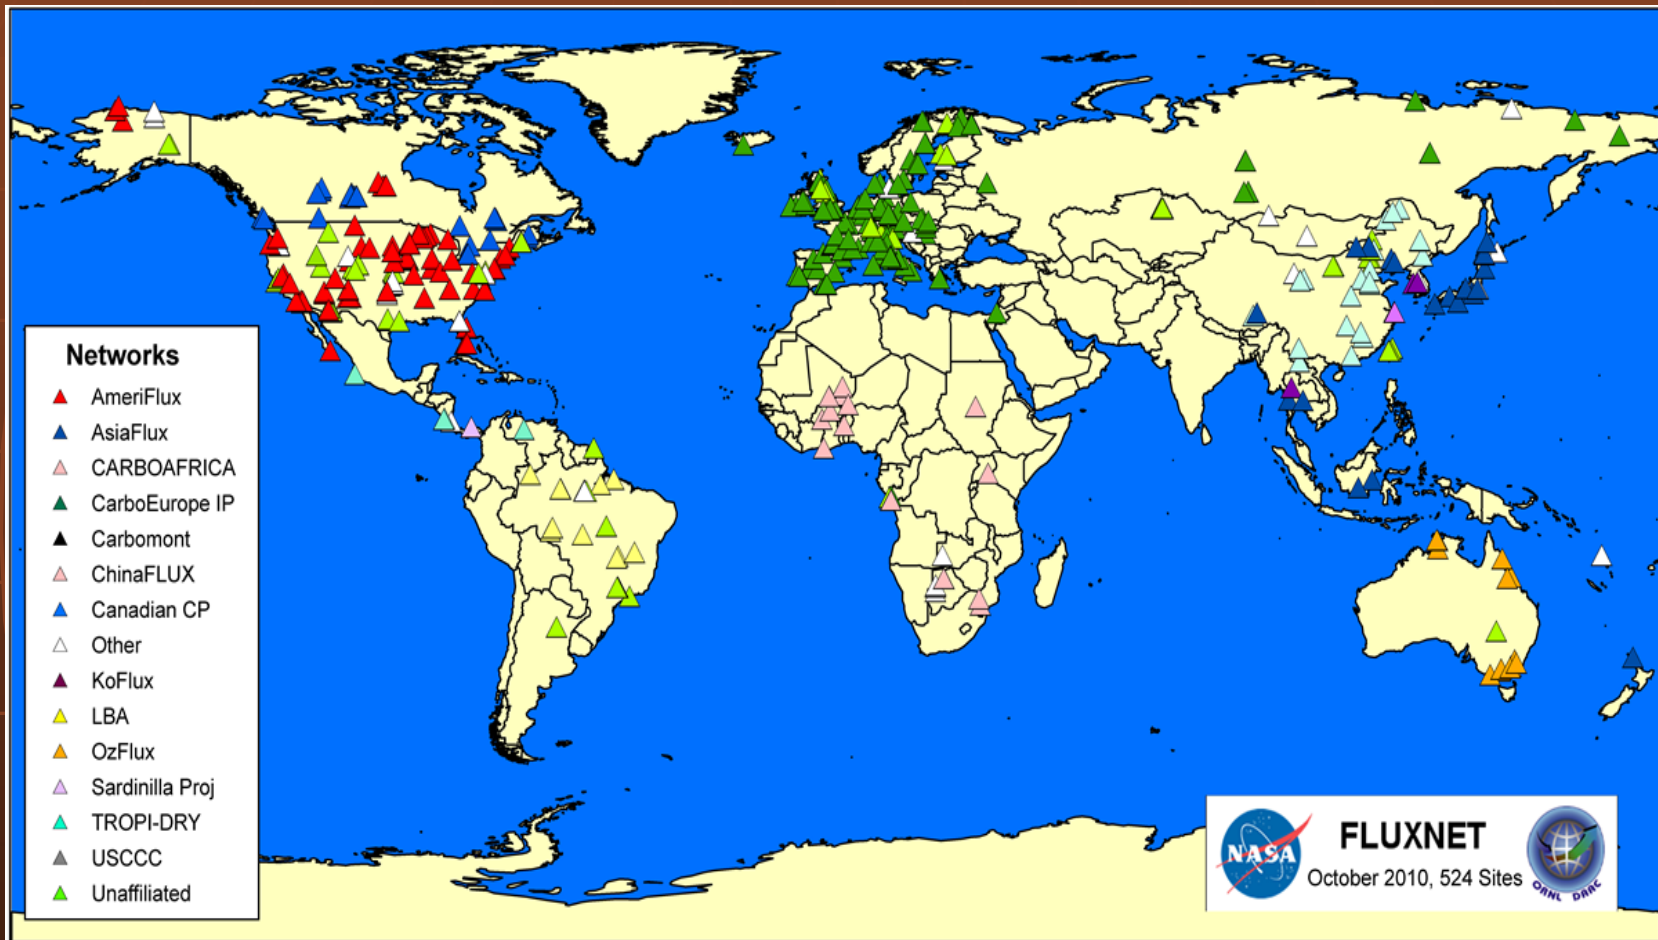 Networks
AmeriFlux
AsiaFlux
CARBOAFRICA
CarboEurope IP
Carbomont
ChinaFLUX
Canadian CP
Other
KoFlux
LBA
OzFlux
Sardinilla Proj
TROPI-DRY
USCCC
Unaffiliated
NASA
FLUXNET
October 2010, 524 Sites
ORNL DAAC